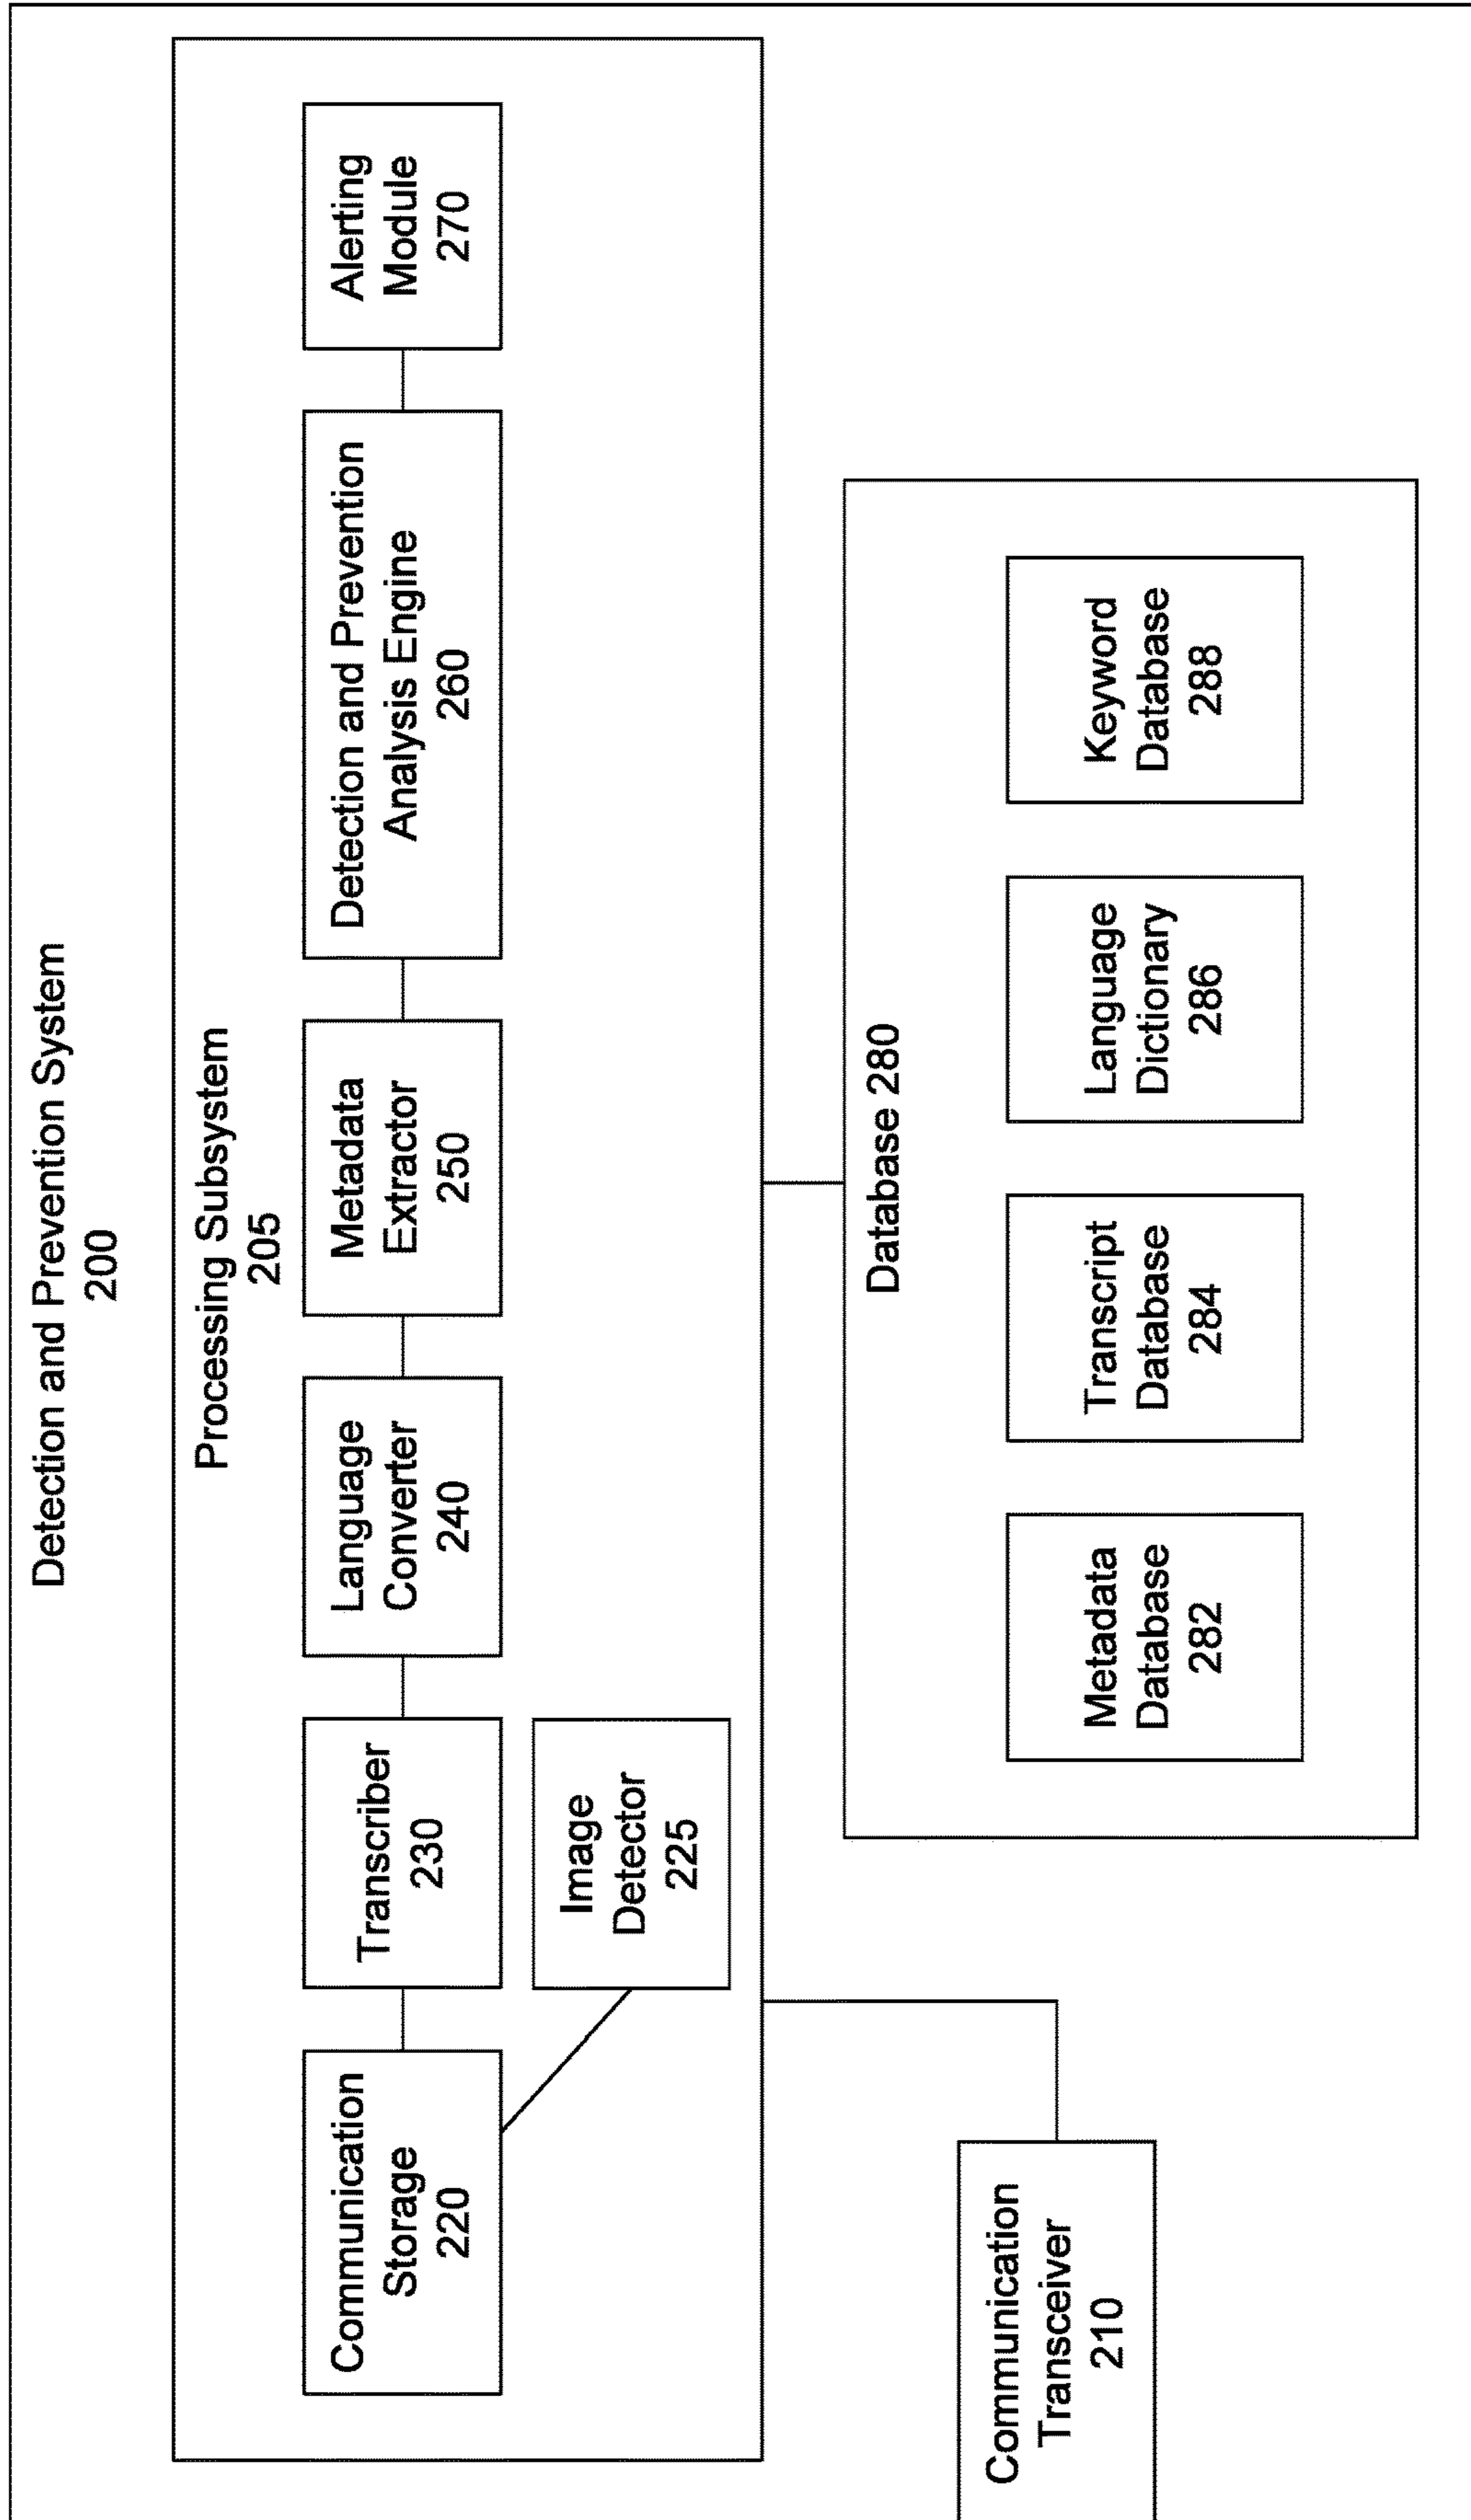 Detection and Prevention System
200
Processing Subsystem
205
Communication
Storage
220
Transcriber
230
Language
Converter
240
Metadata
Extractor
250
Detection and Prevention
Analysis Engine
260
Alerting
Module
270
Image
Detector
225
Communication
Transceiver
210
Database 280
Metadata
Database
282
Transcript
Database
284
Language
Dictionary
286
Keyword
Database
288